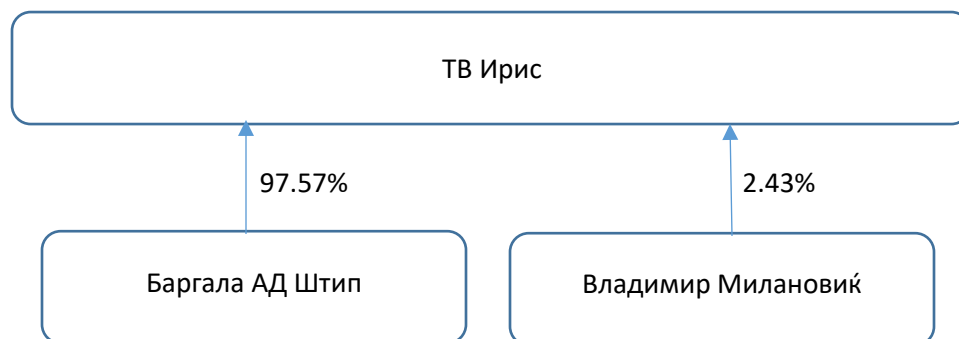 ТВ Ирис
97.57%
2.43%
Баргала АД Штип
Владимир Милановиќ